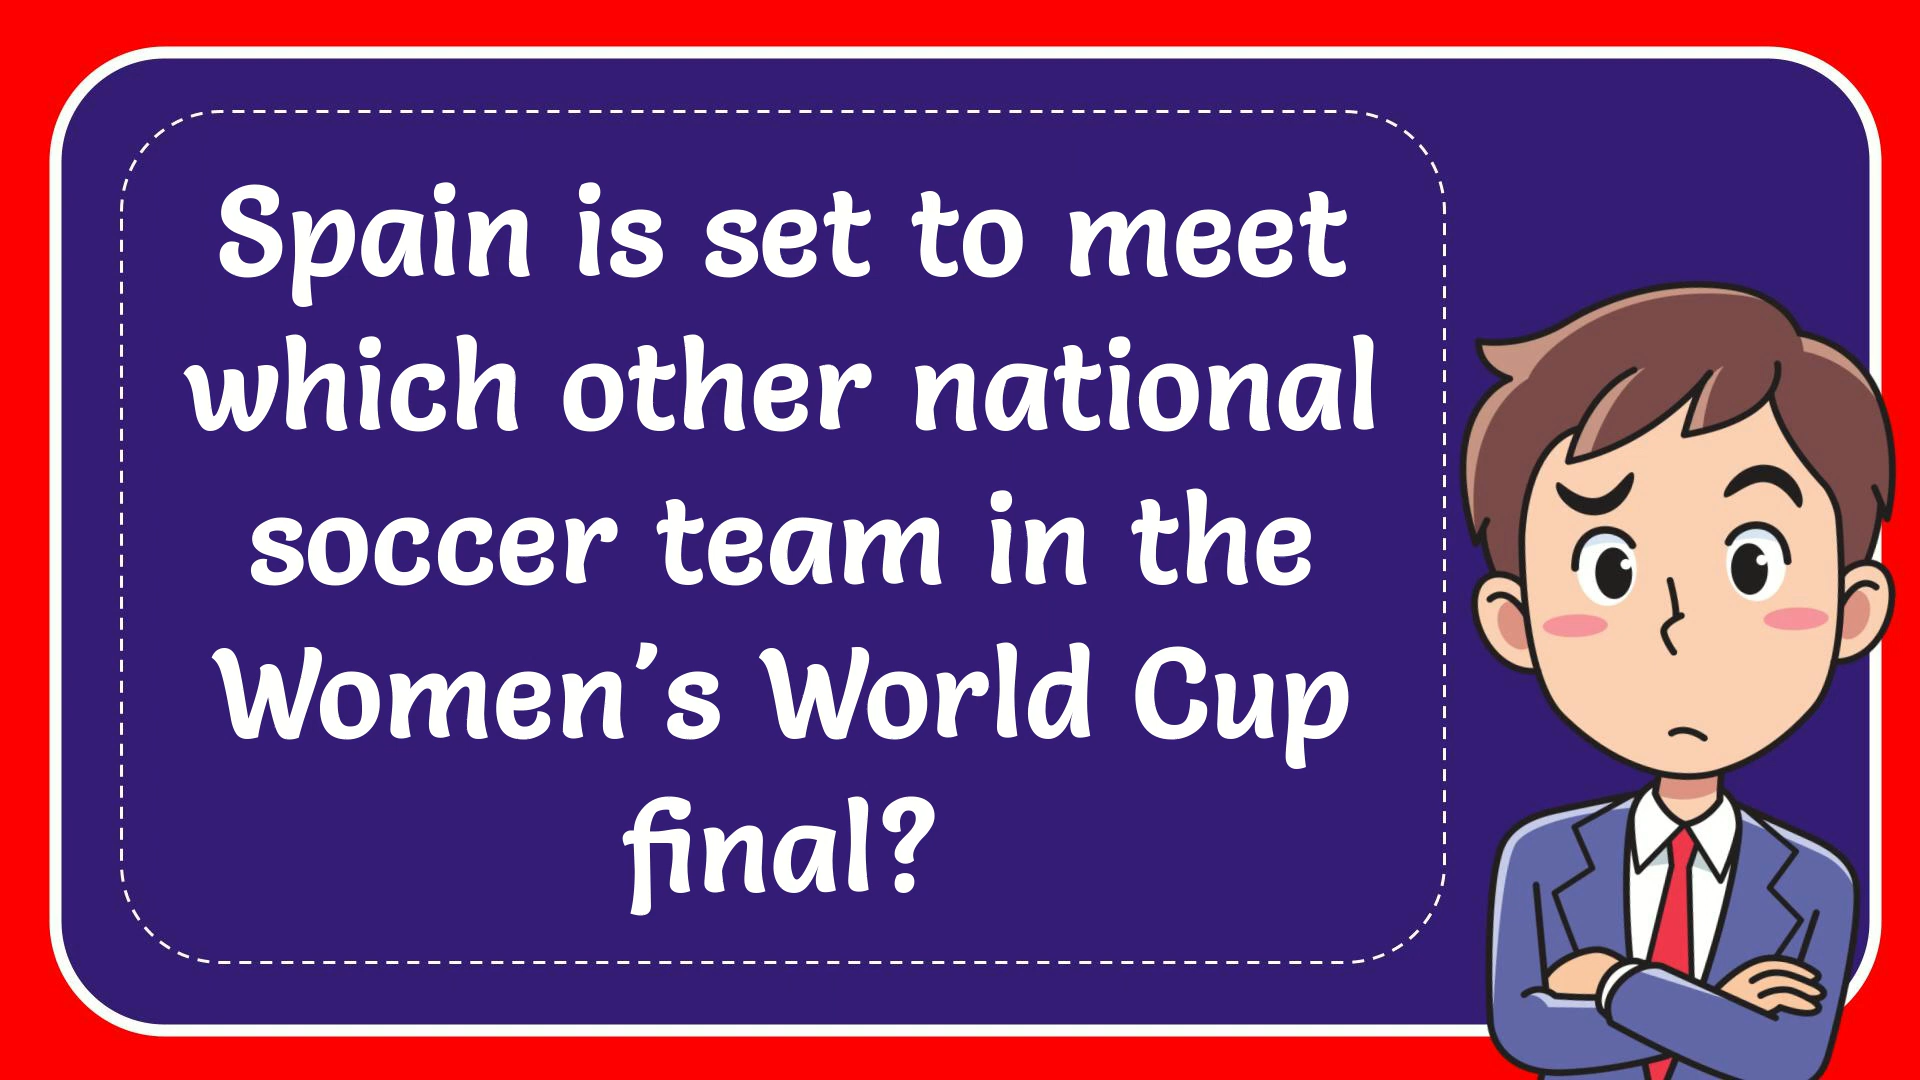 Spain is set to meet
which other national
soccer team in the
Women's World Cup
final?